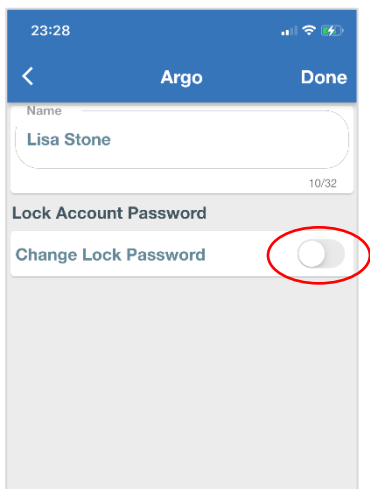 23:28
Argo
Done
Name
Lisa Stone
10/32
Lock Account Password
Change Lock Password